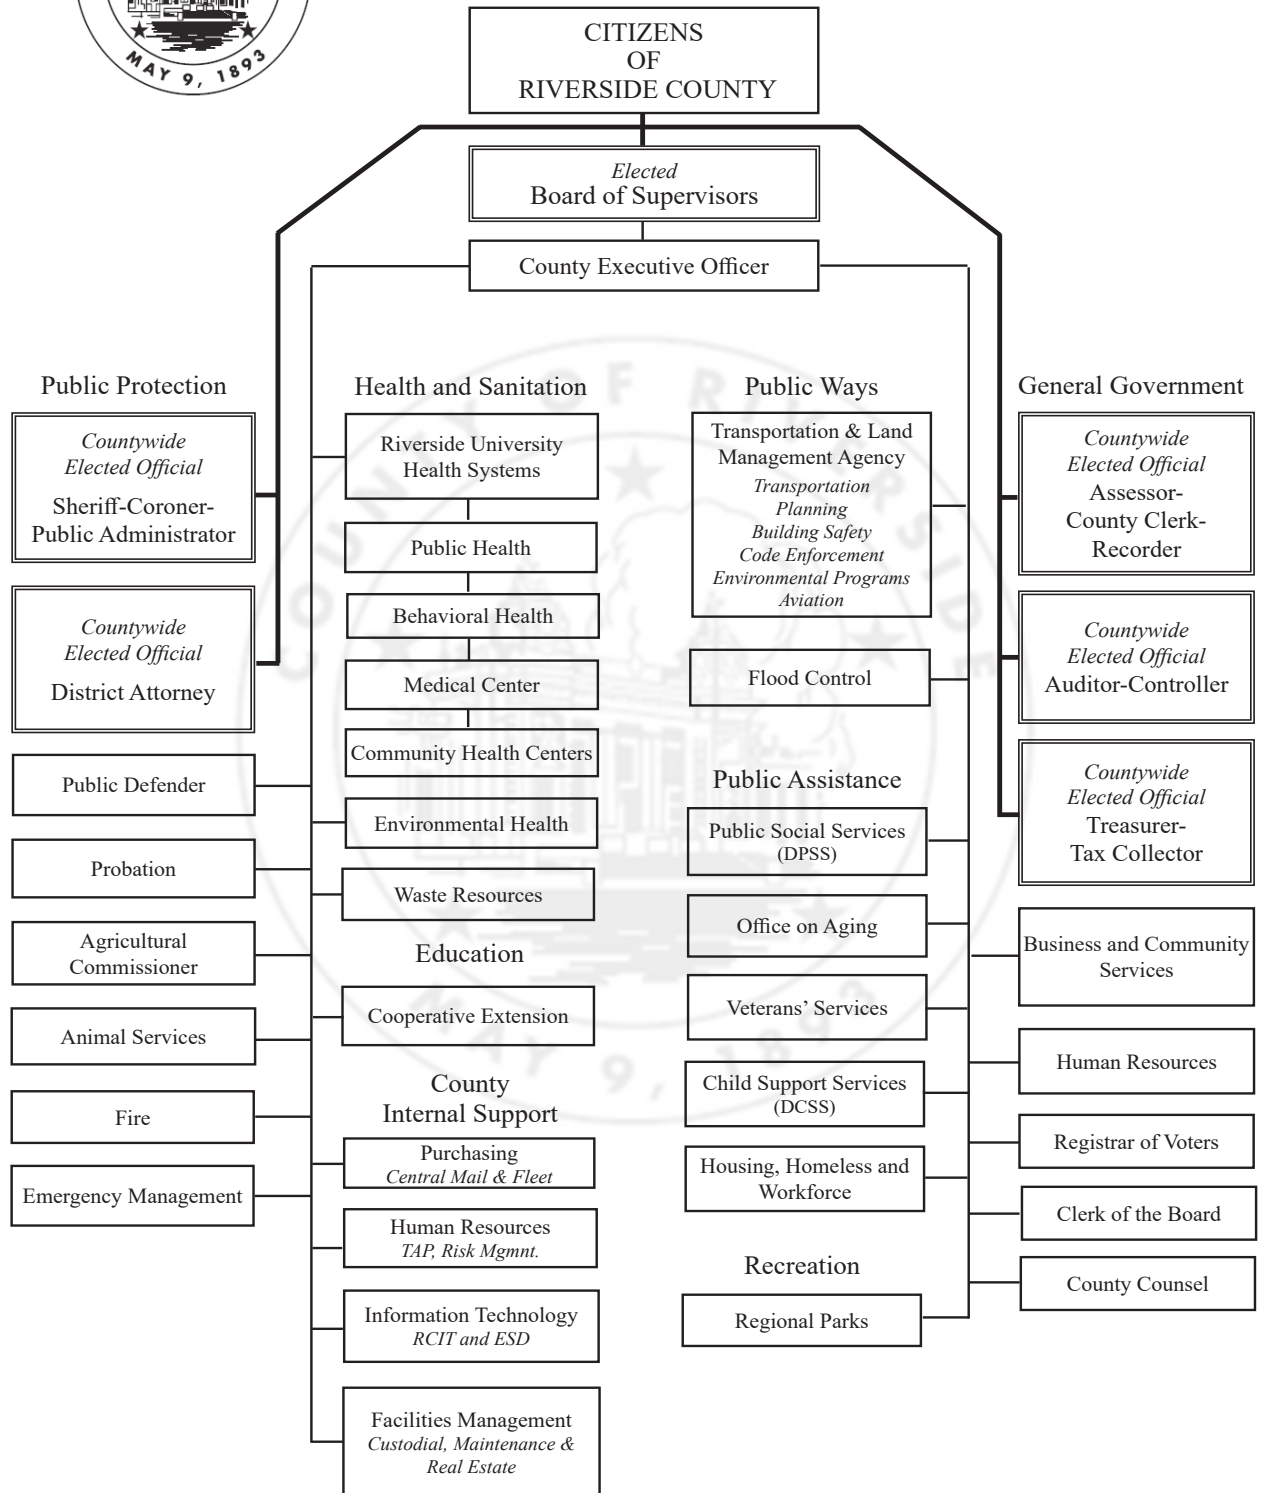 MAY 9, 1893
CITIZENS
OF
RIVERSIDE COUNTY
Elected
Board of Supervisors
County Executive Officer
Public Protection
Countywide
Elected Official
Sheriff-Coroner-
Public Administrator
Countywide
Elected Official
District Attorney
Public Defender
Probation
Agricultural
Commissioner
Animal Services
Fire
Emergency Management
Health and Sanitation
Riverside University
Health Systems
Public Health
Behavioral Health
Medical Center
Community Health Centers
Environmental Health
Waste Resources
Education
Cooperative Extension
County
Internal Support
Purchasing
Central Mail & Fleet
Human Resources
TAP, Risk Mgmnt.
Information Technology
RCIT and ESD
Facilities Management
Custodial, Maintenance &
Real Estate
Public Ways
Transportation & Land
Management Agency
Transportation
Planning
Building Safety
Code Enforcement
Environmental Programs
Aviation
Flood Control
Public Assistance
Public Social Services
(DPSS)
Office on Aging
Veterans’ Services
Child Support Services
(DCSS)
Housing, Homeless and
Workforce
Recreation
Regional Parks
General Government
Countywide
Elected Official
Assessor-
County Clerk-
Recorder
Countywide
Elected Official
Auditor-Controller
Countywide
Elected Official
Treasurer-
Tax Collector
Business and Community
Services
Human Resources
Registrar of Voters
Clerk of the Board
County Counsel
COUNTY OF RIVERSIDE
MAY 9, 1893